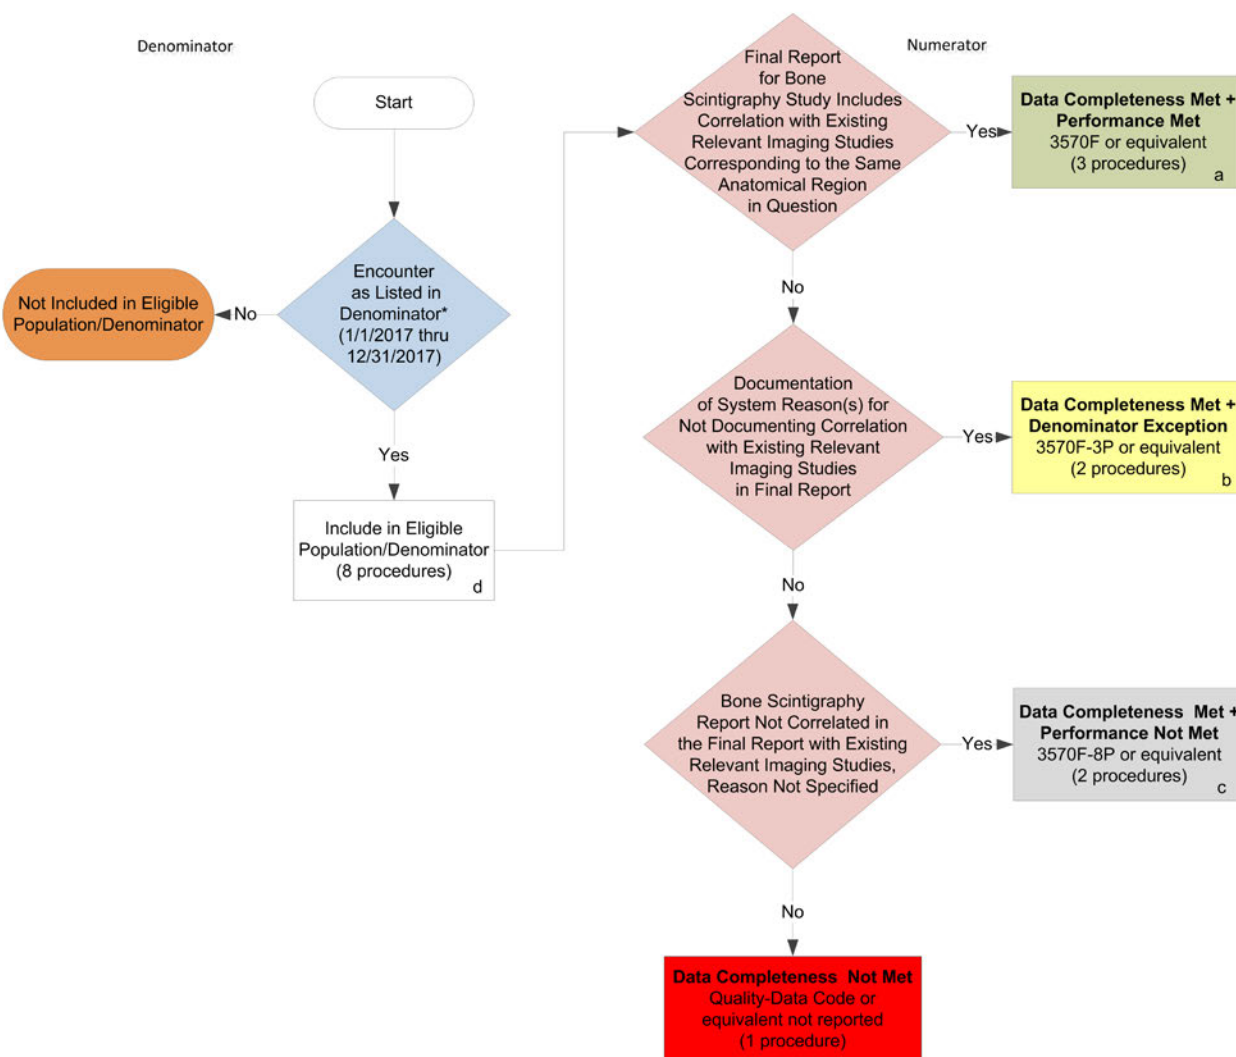 Denominator
Numerator
Start
Encounter
as Listed in
Denominator*
(1/1/2017 thru
12/31/2017)
No
Not Included in Eligible
Population/Denominator
Yes
Include in Eligible
Population/Denominator
(8 procedures)
d
Final Report
for Bone
Scintigraphy Study Includes
Correlation with Existing
Relevant Imaging Studies
Corresponding to the Same
Anatomical Region
in Question
Yes
Data Completeness Met +
Performance Met
3570F or equivalent
(3 procedures)
a
No
Documentation
of System Reason(s) for
Not Documenting Correlation
with Existing Relevant
Imaging Studies
in Final Report
Yes
Data Completeness Met +
Denominator Exception
3570F-3P or equivalent
(2 procedures)
b
No
Bone Scintigraphy
Report Not Correlated in
the Final Report with Existing
Relevant Imaging Studies,
Reason Not Specified
Yes
Data Completeness Met +
Performance Not Met
3570F-8P or equivalent
(2 procedures)
c
No
Data Completeness Not Met
Quality-Data Code or
equivalent not reported
(1 procedure)